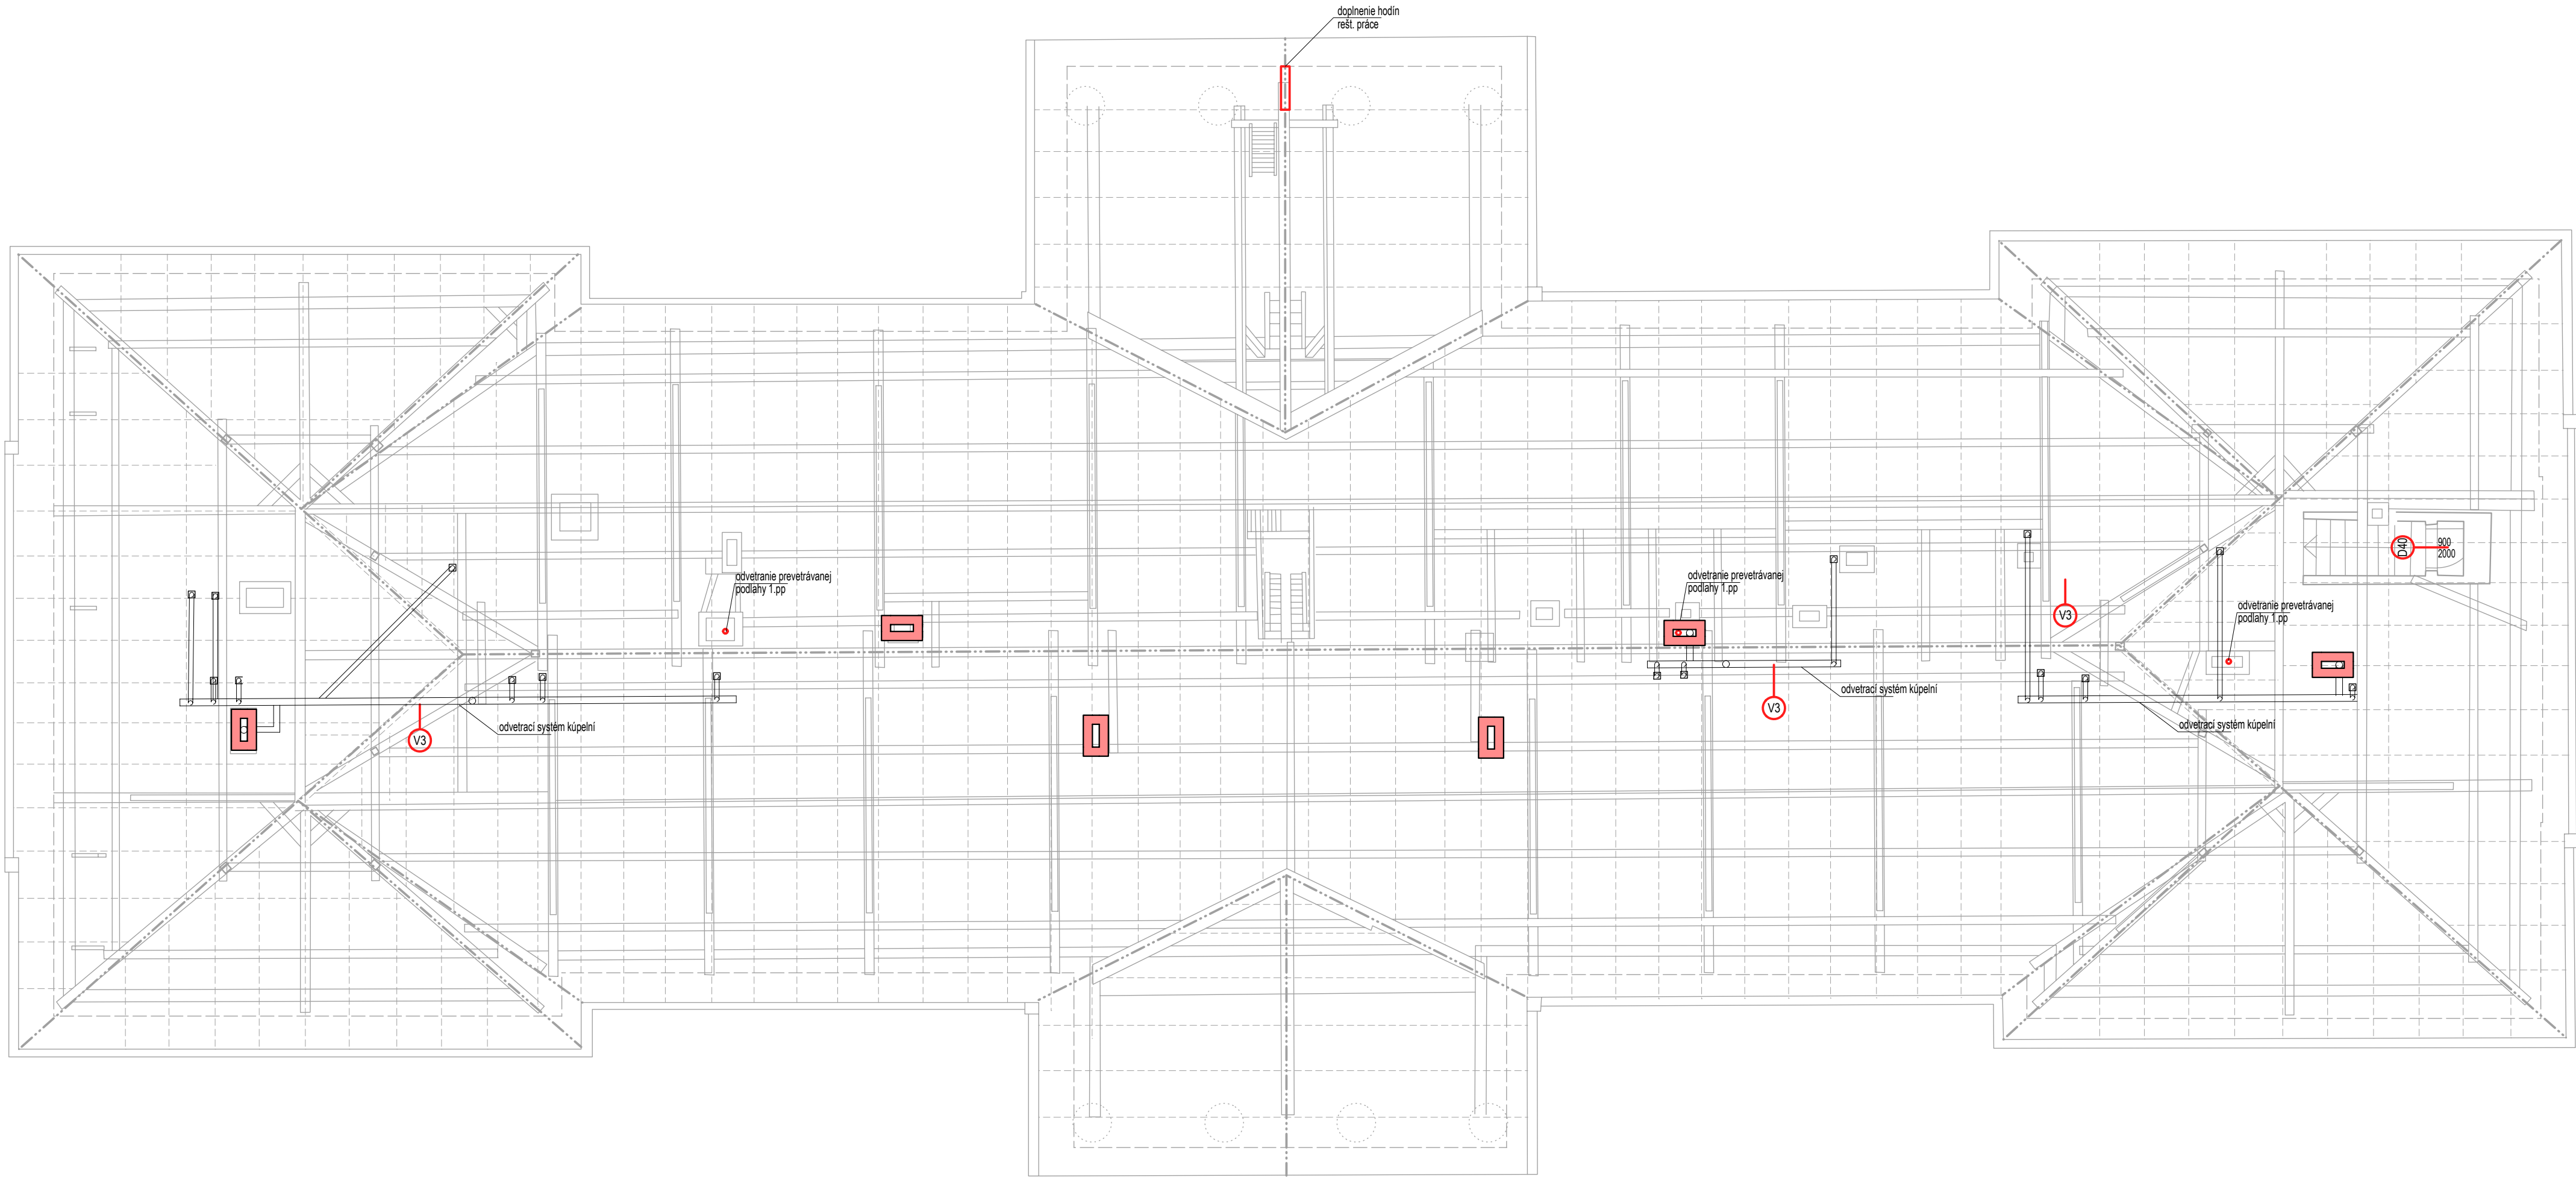 doplnenie hodín
rešt. práce
D40
900
2000
odvetranie prevetrávanej
podlahy 1.pp
odvetranie prevetrávanej
podlahy 1.pp
V3
odvetranie prevetrávanej
podlahy 1.pp
odvetrací systém kúpelní
V3
odvetrací systém kúpelní
odvetrací systém kúpelní
V3